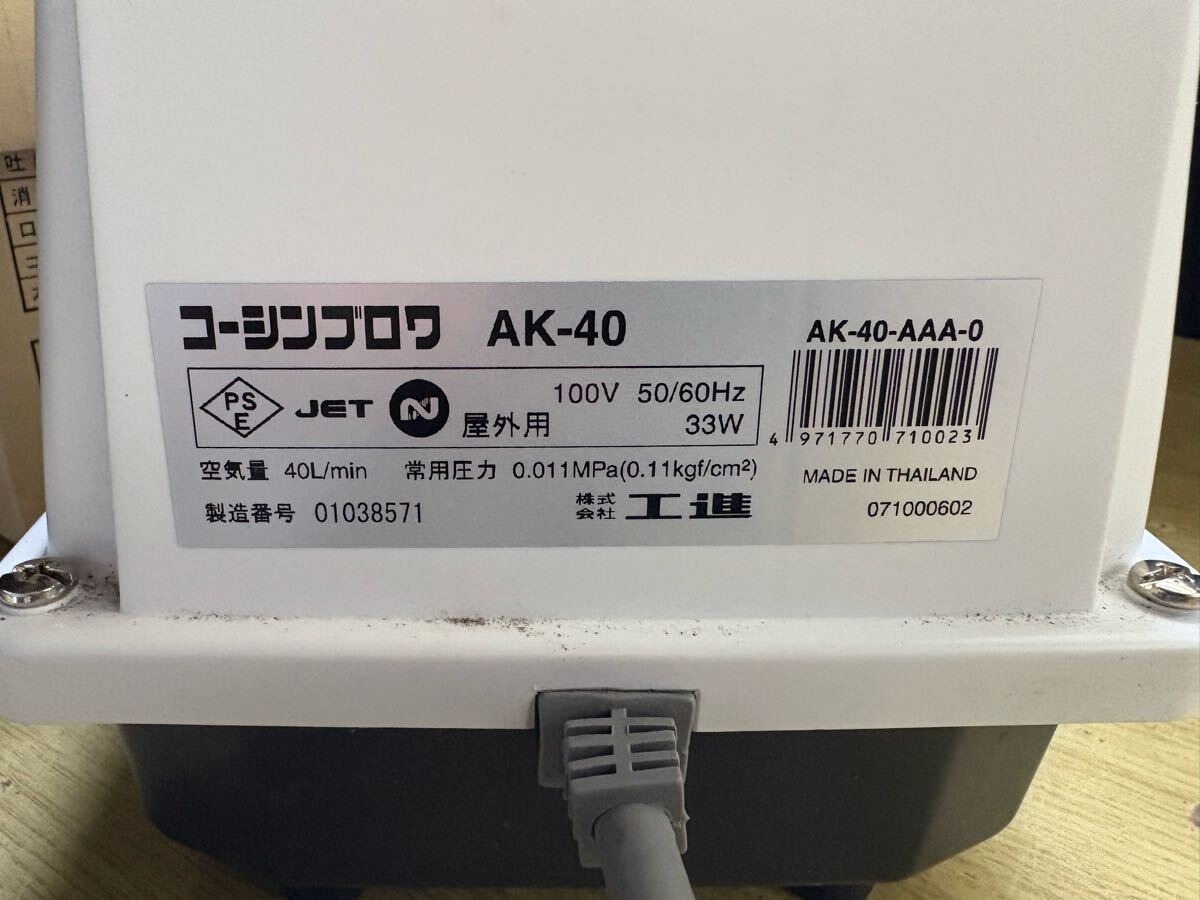 コーシンブロワ AK-40
AK-40-AAA-0
PS
E
JET
N
100V 50/60Hz
屋外用
33W
4 971770 710023
空気量 40L/min 常用圧力 0.011MPa(0.11kgf/cm²)
MADE IN THAILAND
製造番号 01038571
株式
会社
工進
071000602
吐
消